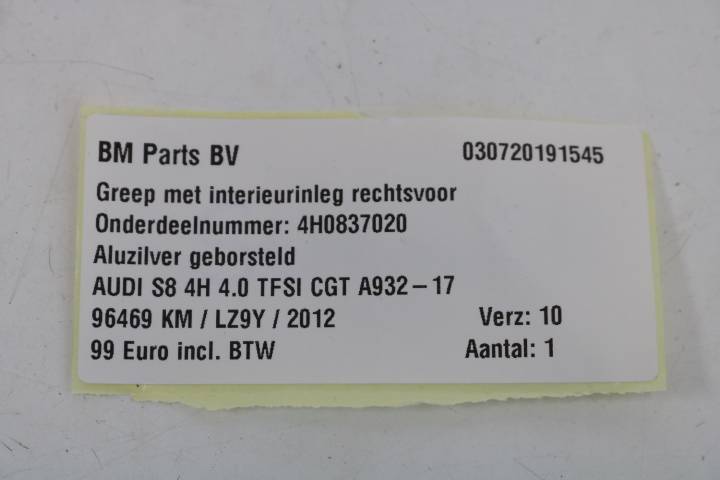 BM Parts BV 030720191545
Greep met interieurinleg rechtsvoor
Onderdeelnummer: 4H0837020
Aluzilver geborsteld
AUDI S8 4H 4.0 TFSI CGT A932-17
96469 KM / LZ9Y / 2012 Verz: 10
99 Euro incl. BTW Aantal: 1